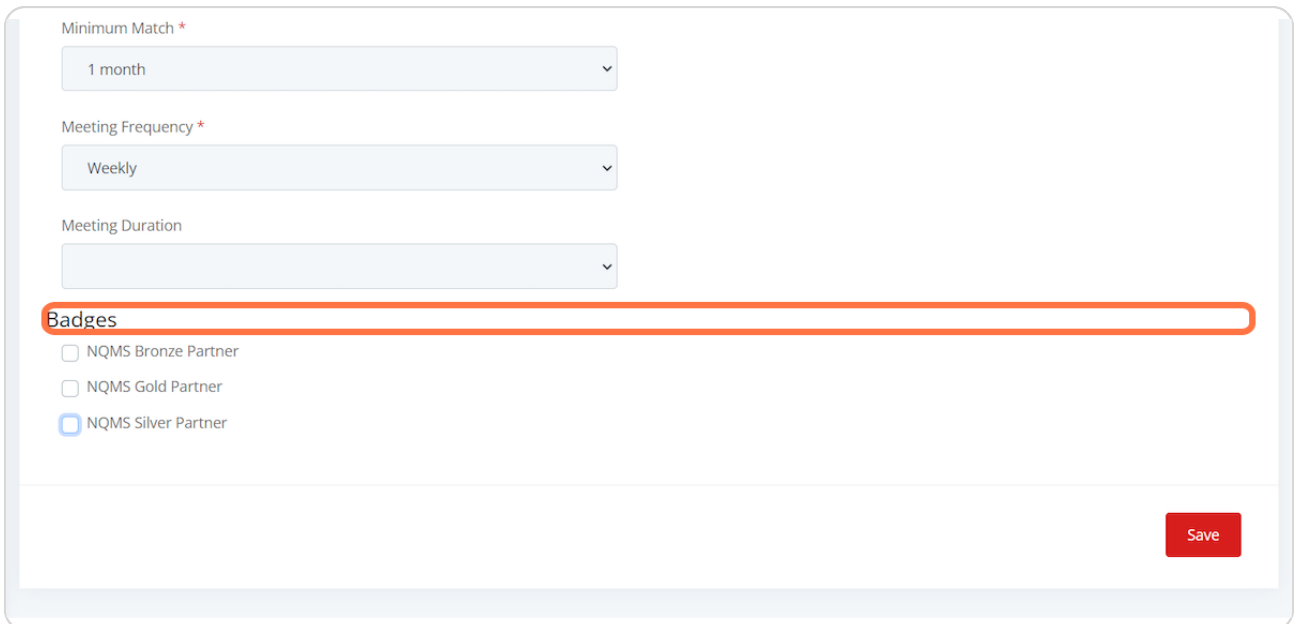 Minimum Match *
1 month
Meeting Frequency *
Weekly
Meeting Duration
Badges
NQMS Bronze Partner
NQMS Gold Partner
NQMS Silver Partner
Save